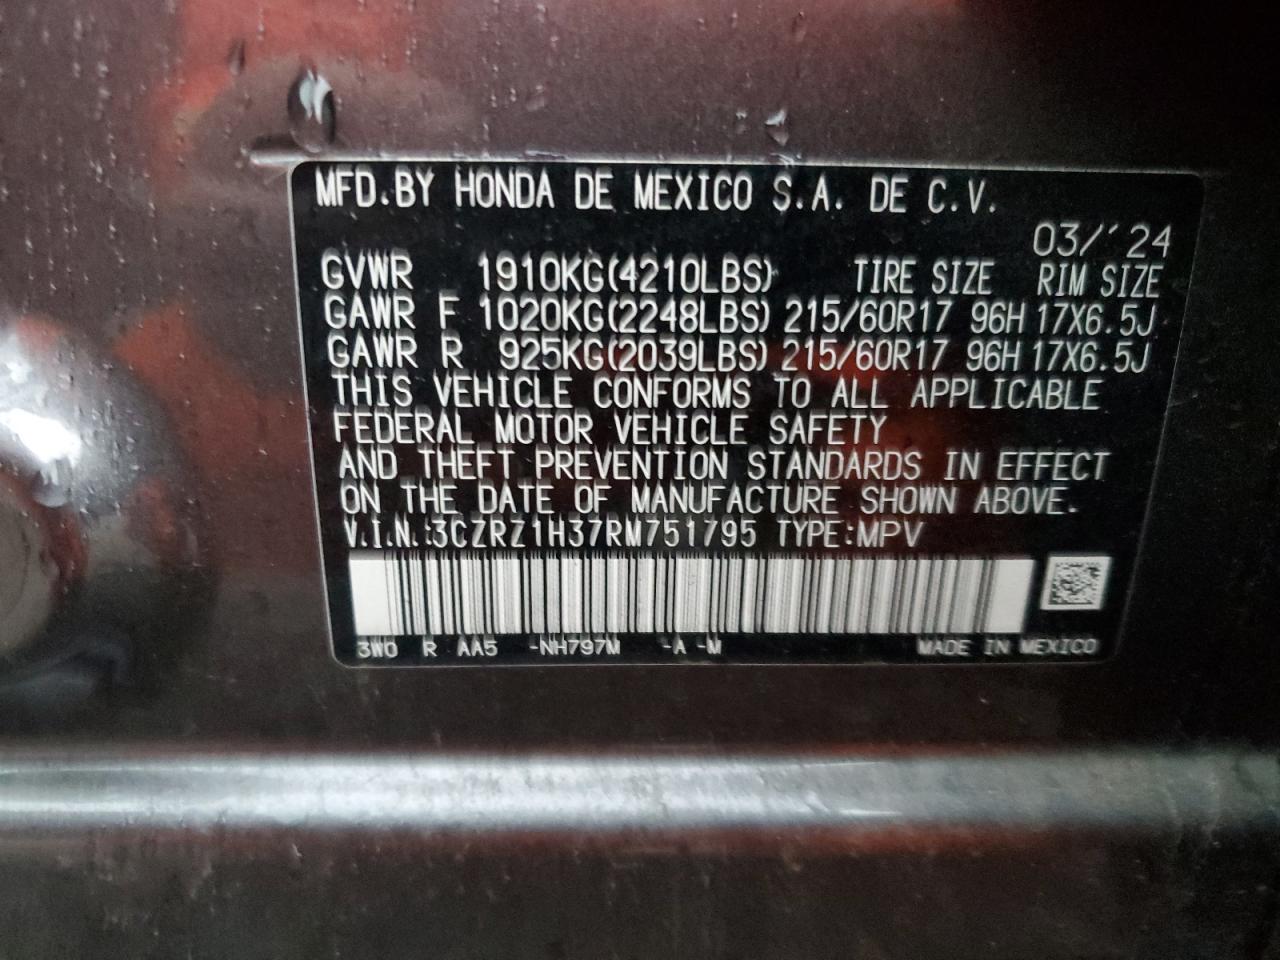 MFD.BY HONDA DE MEXICO S.A. DE C.V.
03/´24
GVWR 1910KG(4210LBS) TIRE SIZE RIM SIZE
GAWR F 1020KG(2248LBS) 215/60R17 96H 17X6.5J
GAWR R 925KG(2039LBS) 215/60R17 96H 17X6.5J
THIS VEHICLE CONFORMS TO ALL APPLICABLE
FEDERAL MOTOR VEHICLE SAFETY
AND THEFT PREVENTION STANDARDS IN EFFECT
ON THE DATE OF MANUFACTURE SHOWN ABOVE.
V.I.N.:3CZRZ1H37RM751795 TYPE:MPV
3W0 R AA5 -NH797M -A -M MADE IN MEXICO